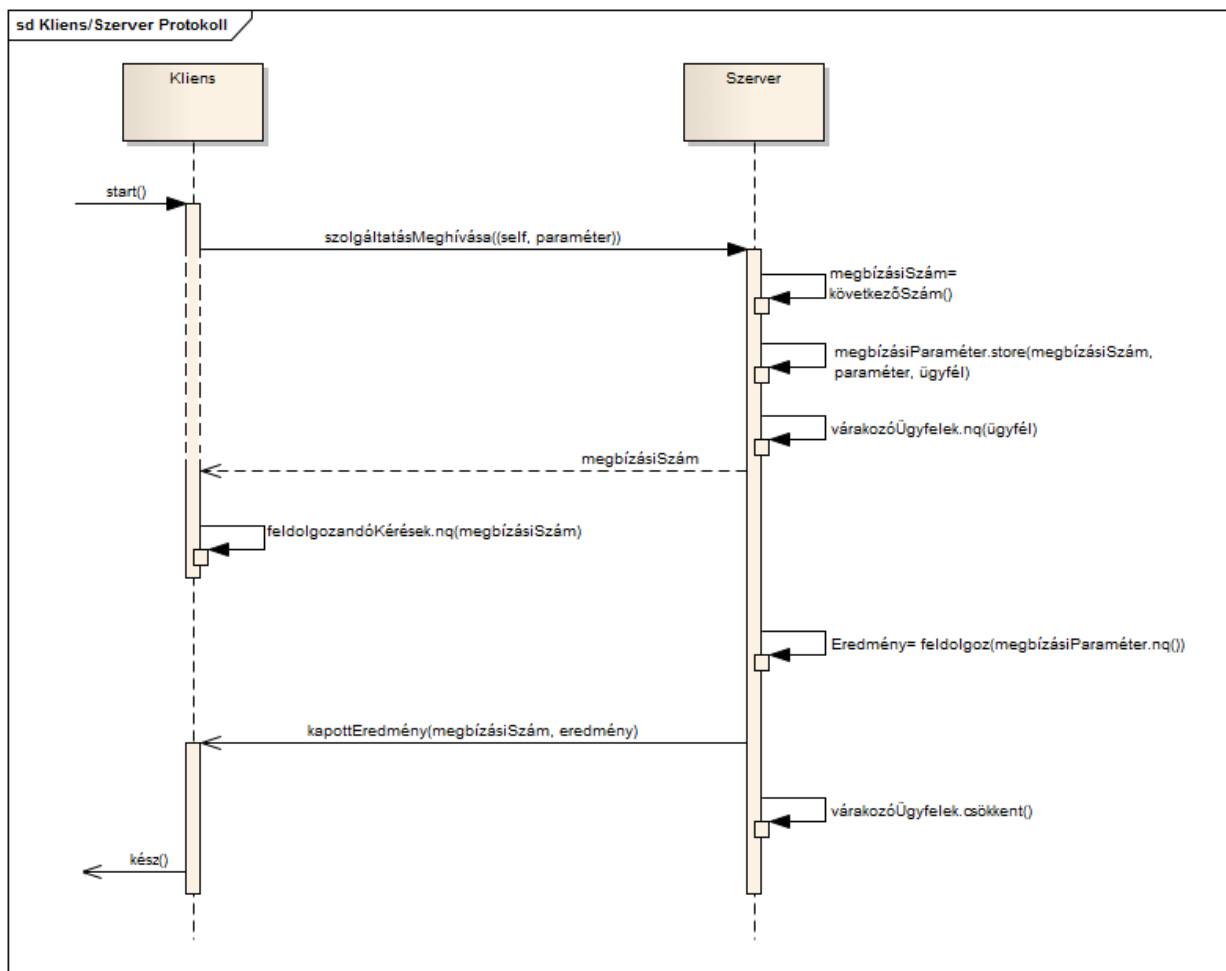 sd Kliens/Szerver Protokoll
Kliens
Szerver
start()
szolgáltatásMeghívása((self, paraméter))
megbízásiSzám=
következőSzám()
megbízásiParaméter.store(megbízásiSzám,
paraméter, ügyfél)
várakozóÜgyfelek.nq(ügyfél)
megbízásiSzám
feldolgozandóKérések.nq(megbízásiSzám)
Eredmény= feldolgoz(megbízásiParaméter.nq())
kapottEredmény(megbízásiSzám, eredmény)
várakozóÜgyfelek.csökkent()
kész()